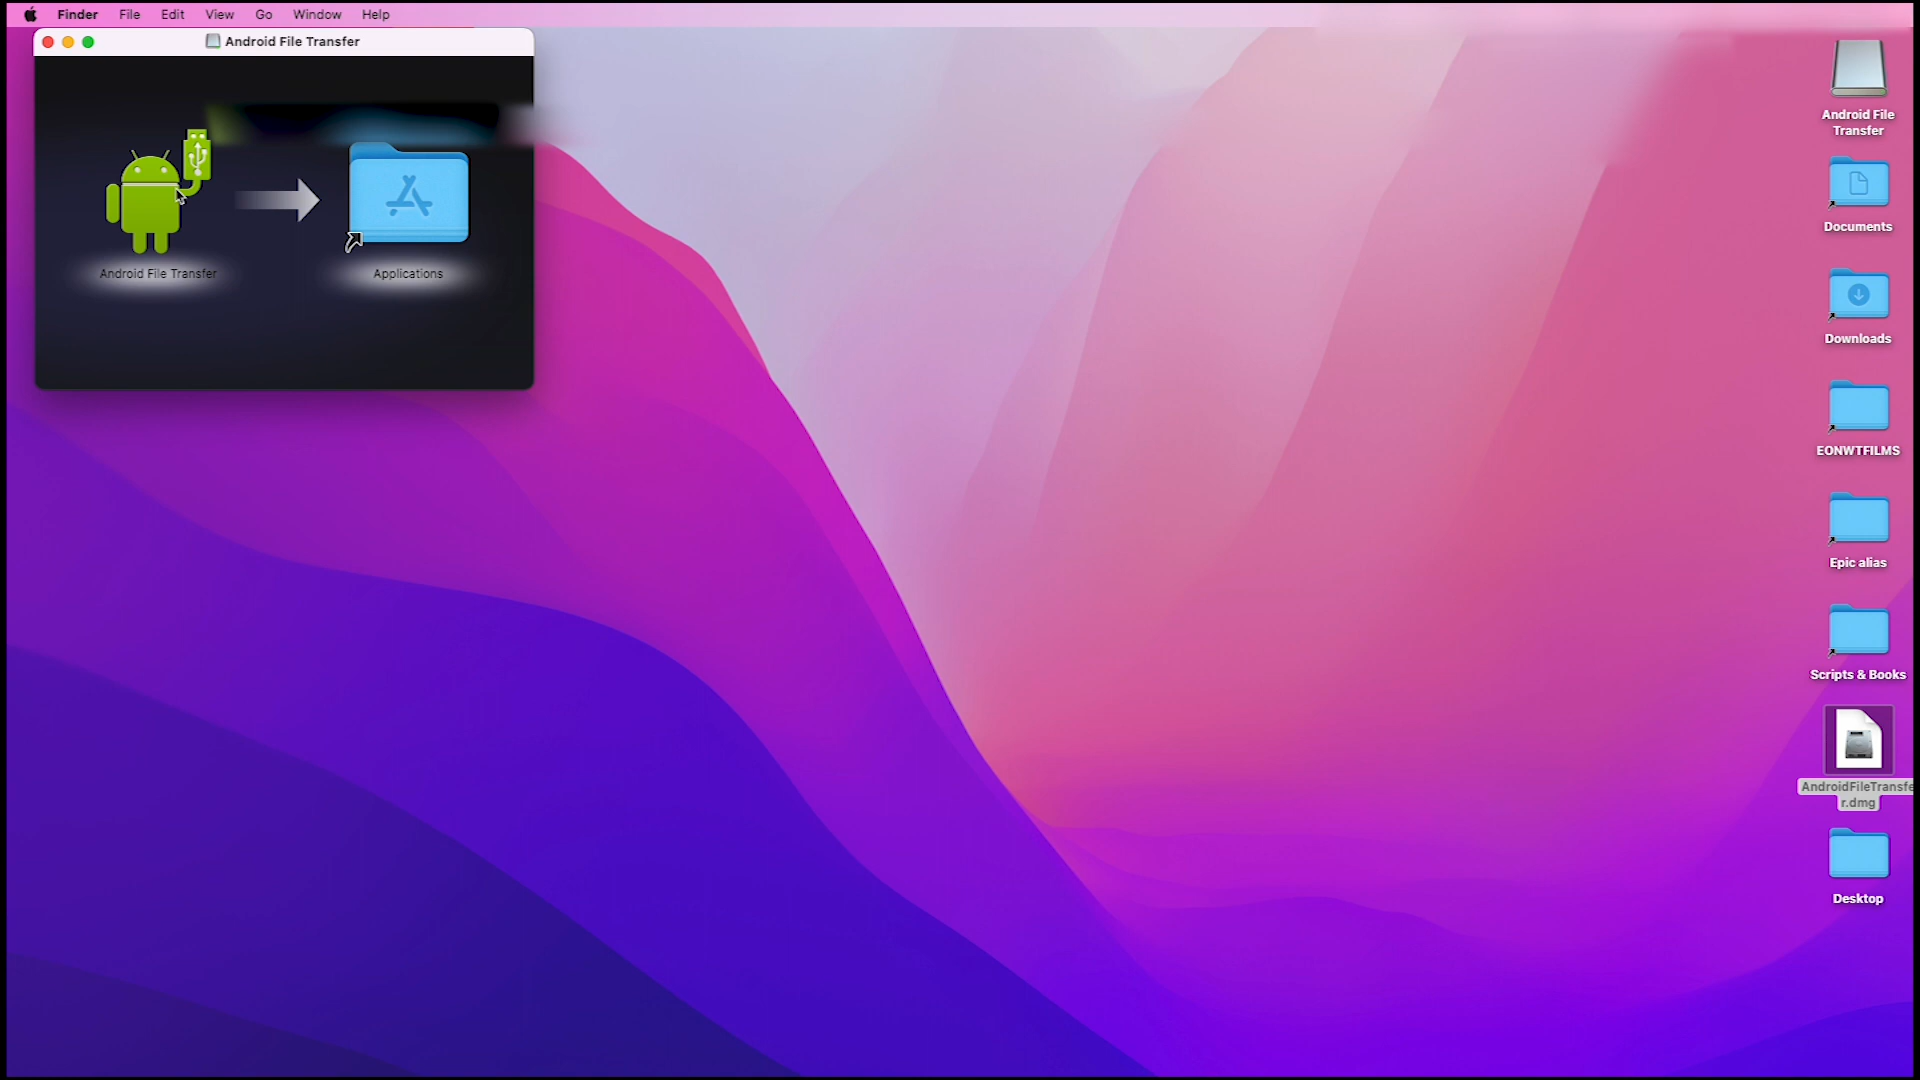 Finder File Edit View Go Window Help
Android File Transfer
Android File Transfer
Applications
Android File
Transfer
Documents
Downloads
EONWTFILMS
Epic alias
Scripts & Books
AndroidFileTransfe
r.dmg
Desktop